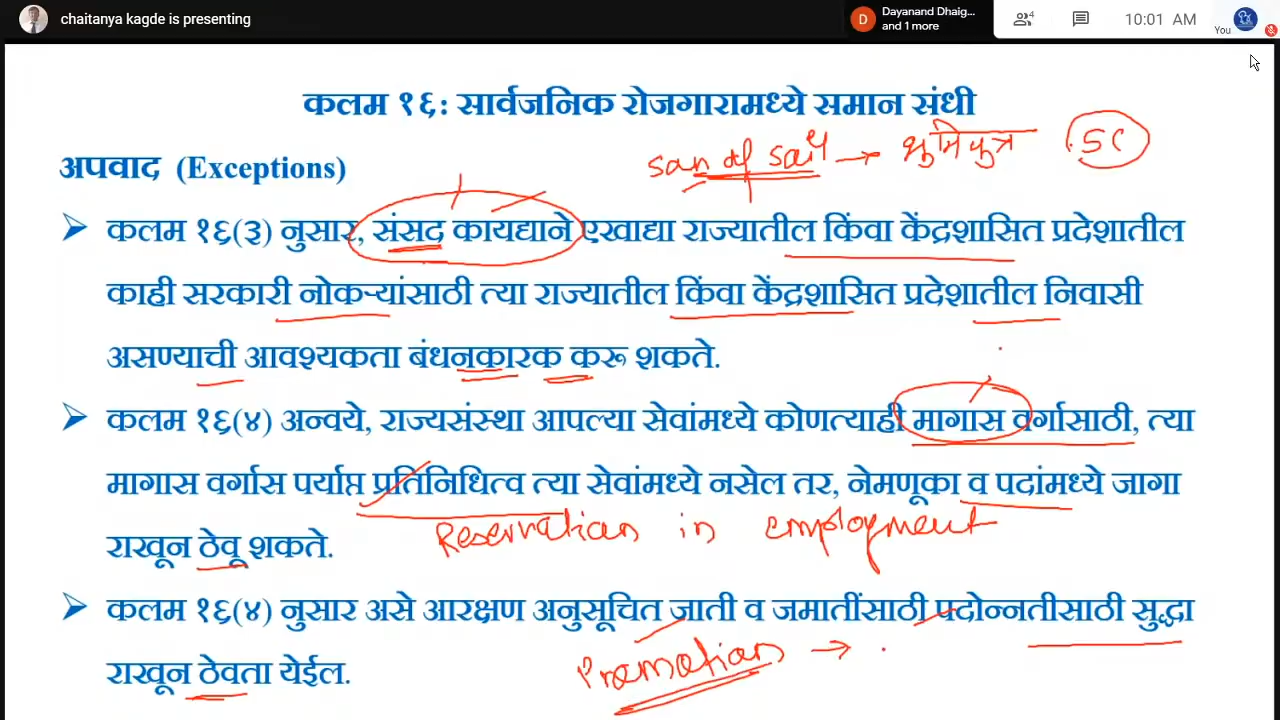 chaitanya kagde is presenting
D
Dayanand Dhaig...
and 1 more
4
10:01 AM
You
कलम १६: सार्वजनिक रोजगारामध्ये समान संधी
son of soil → भूमिपुत्र SC
अपवाद (Exceptions)
➢ कलम १६(३) नुसार, संसद कायद्याने एखाद्या राज्यातील किंवा केंद्रशासित प्रदेशातील
काही सरकारी नोकऱ्यांसाठी त्या राज्यातील किंवा केंद्रशासित प्रदेशातील निवासी
असण्याची आवश्यकता बंधनकारक करू शकते.
➢ कलम १६(४) अन्वये, राज्यसंस्था आपल्या सेवांमध्ये कोणत्याही मागास वर्गासाठी, त्या
मागास वर्गास पर्याप्त प्रतिनिधित्व त्या सेवांमध्ये नसेल तर, नेमणूका व पदांमध्ये जागा
Reservation in employment
राखून ठेवू शकते.
➢ कलम १६(४) नुसार असे आरक्षण अनुसूचित जाती व जमातींसाठी पदोन्नतीसाठी सुद्धा
राखून ठेवता येईल.
Promotion →